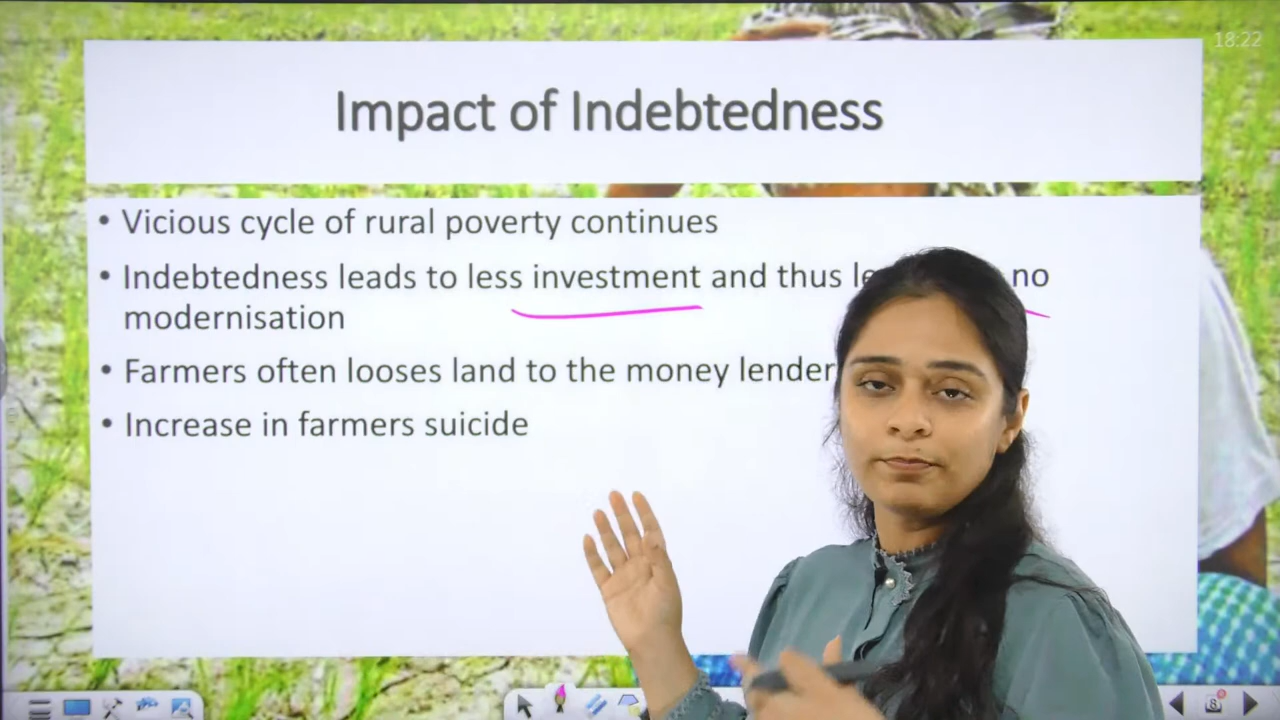 18:22
Impact of Indebtedness
• Vicious cycle of rural poverty continues
• Indebtedness leads to less investment and thus no
modernisation
• Farmers often looses land to the money lender
• Increase in farmers suicide
8